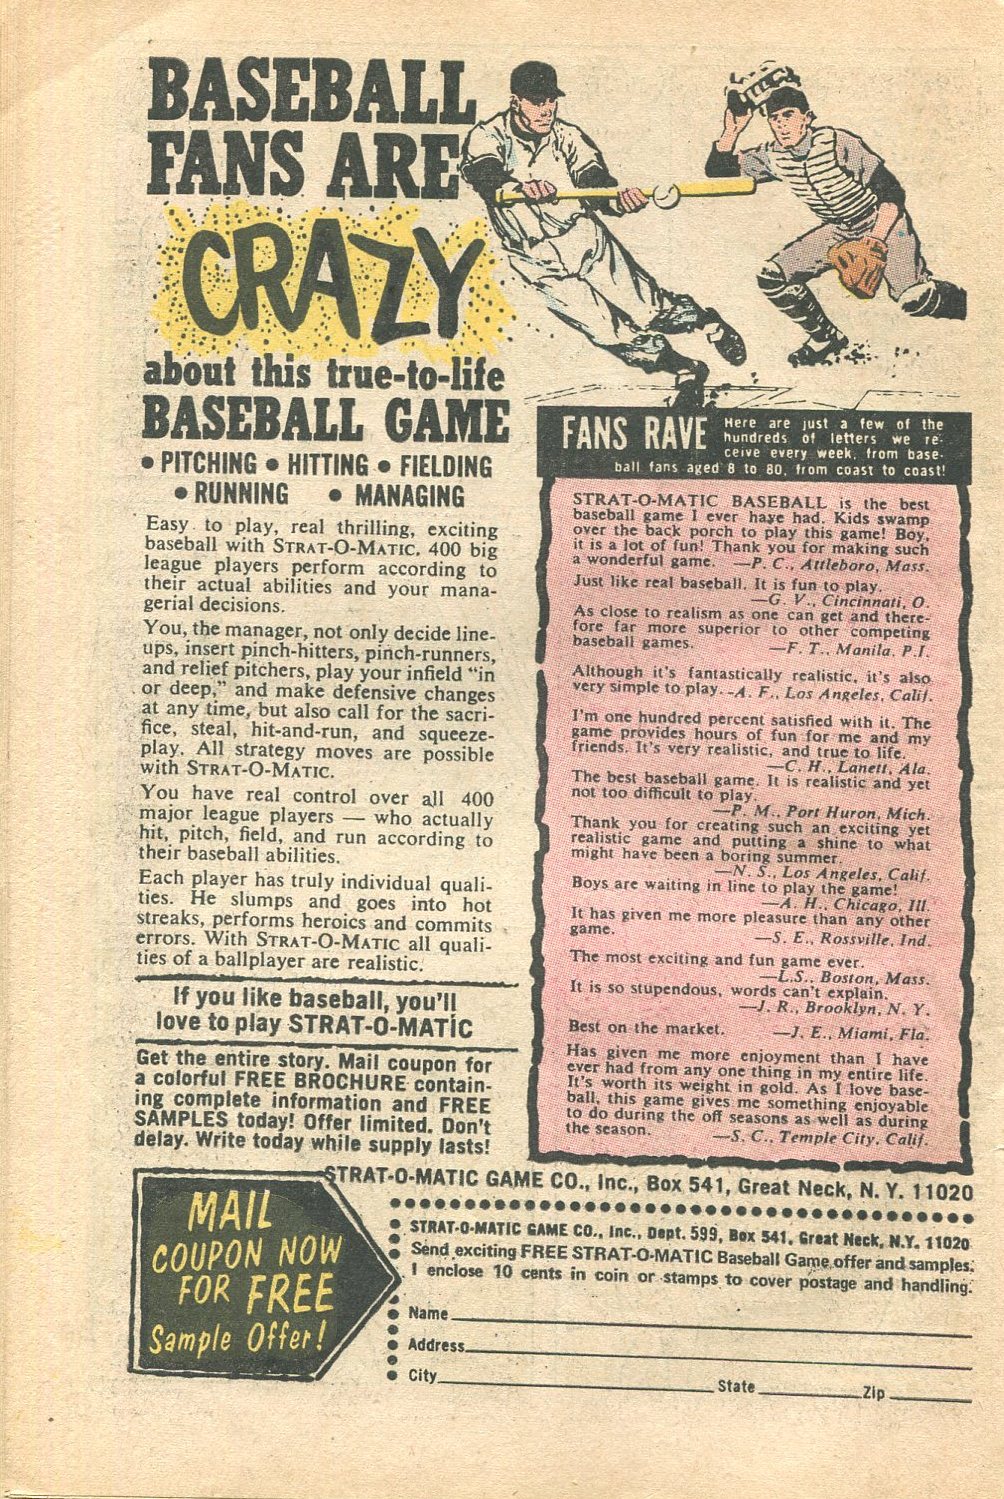 BASEBALL
FANS ARE
CRAZY
about this true-to-life
BASEBALL GAME
• PITCHING • HITTING • FIELDING
• RUNNING • MANAGING
Easy to play, real thrilling, exciting
baseball with STRAT-O-MATIC. 400 big
league players perform according to
their actual abilities and your mana-
gerial decisions.
You, the manager, not only decide line-
ups, insert pinch-hitters, pinch-runners,
and relief pitchers, play your infield "in
or deep," and make defensive changes
at any time, but also call for the sacri-
fice, steal, hit-and-run, and squeeze-
play. All strategy moves are possible
with STRAT-O-MATIC.
You have real control over all 400
major league players — who actually
hit, pitch, field, and run according to
their baseball abilities.
Each player has truly individual quali-
ties. He slumps and goes into hot
streaks, performs heroics and commits
errors. With STRAT-O-MATIC all quali-
ties of a ballplayer are realistic.
If you like baseball, you'll
love to play STRAT-O-MATIC
Get the entire story. Mail coupon for
a colorful FREE BROCHURE contain-
ing complete information and FREE
SAMPLES today! Offer limited. Don't
delay. Write today while supply lasts!
FANS RAVE
Here are just a few of the
hundreds of letters we re-
ceive every week, from base-
ball fans aged 8 to 80, from coast to coast!
STRAT-O-MATIC BASEBALL is the best
baseball game I ever have had. Kids swamp
over the back porch to play this game! Boy,
it is a lot of fun! Thank you for making such
a wonderful game. —P. C., Attleboro, Mass.
Just like real baseball. It is fun to play.
—G. V., Cincinnati, O.
As close to realism as one can get and there-
fore far more superior to other competing
baseball games. —F. T., Manila, P.I.
Although it's fantastically realistic, it's also
very simple to play. -A. F., Los Angeles, Calif.
I'm one hundred percent satisfied with it. The
game provides hours of fun for me and my
friends. It's very realistic, and true to life.
—C. H., Lanett, Ala.
The best baseball game. It is realistic and yet
not too difficult to play.
—P. M., Port Huron, Mich.
Thank you for creating such an exciting yet
realistic game and putting a shine to what
might have been a boring summer.
—N. S., Los Angeles, Calif.
Boys are waiting in line to play the game!
—A. H., Chicago, Ill.
It has given me more pleasure than any other
game.
—S. E., Rossville, Ind.
The most exciting and fun game ever.
—L.S., Boston, Mass.
It is so stupendous, words can't explain.
—J. R., Brooklyn, N. Y.
Best on the market. —J. E., Miami, Fla.
Has given me more enjoyment than I have
ever had from any one thing in my entire life.
It's worth its weight in gold. As I love base-
ball, this game gives me something enjoyable
to do during the off seasons as well as during
the season. —S. C., Temple City, Calif.
STRAT-O-MATIC GAME CO., Inc., Box 541, Great Neck, N. Y. 11020
MAIL
COUPON NOW
FOR FREE
Sample Offer!
STRAT-O-MATIC GAME CO., Inc., Dept. 599, Box 541, Great Neck, N.Y. 11020
Send exciting FREE STRAT-O-MATIC Baseball Game offer and samples.
I enclose 10 cents in coin or stamps to cover postage and handling.
Name
Address
City State Zip